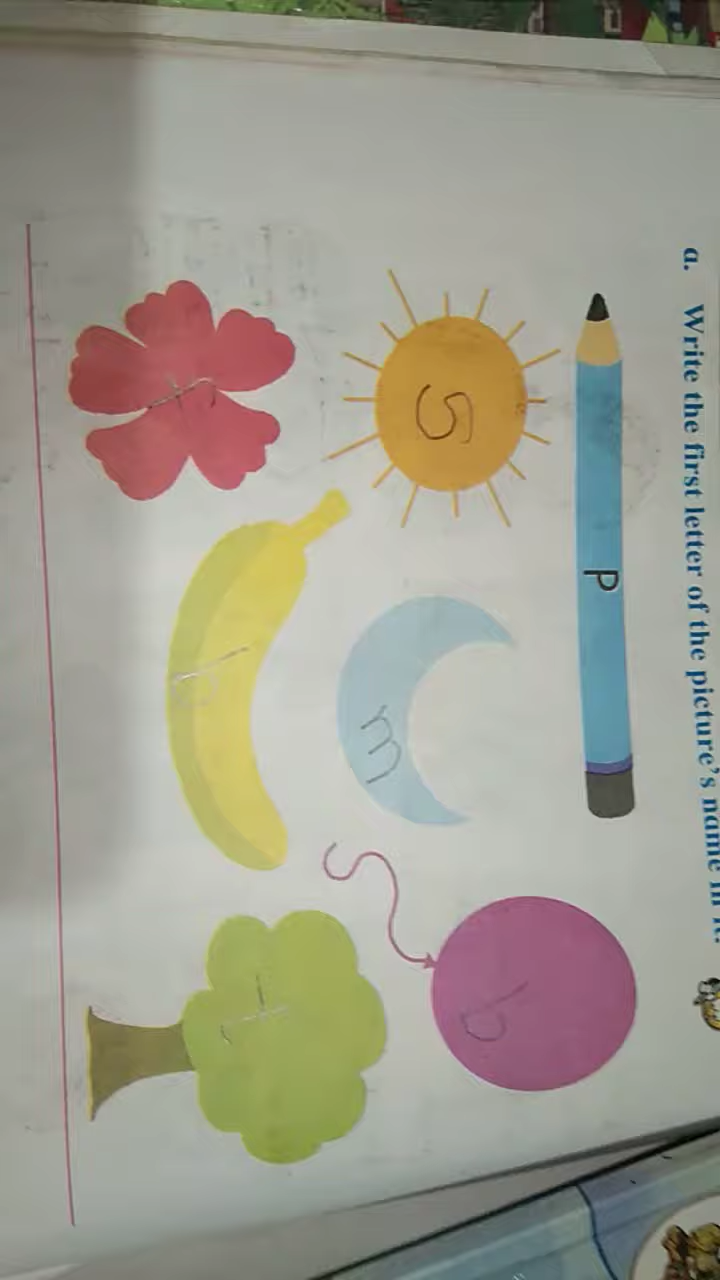 a. Write the first letter of the picture's name in it.
p
s
m
b
f
b
t